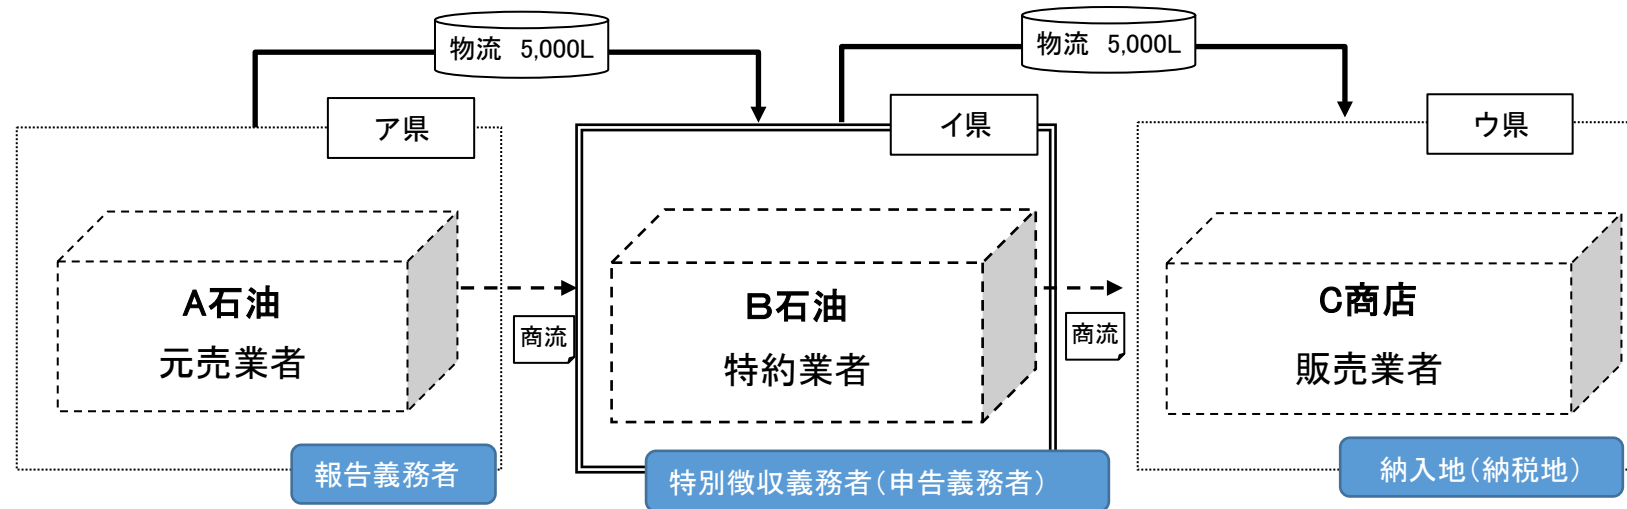 物流 5,000L
物流 5,000L
ア県
イ県
ウ県
A石油
元売業者
商流
B石油
特約業者
商流
C商店
販売業者
報告義務者
特別徴収義務者(申告義務者)
納入地(納税地)